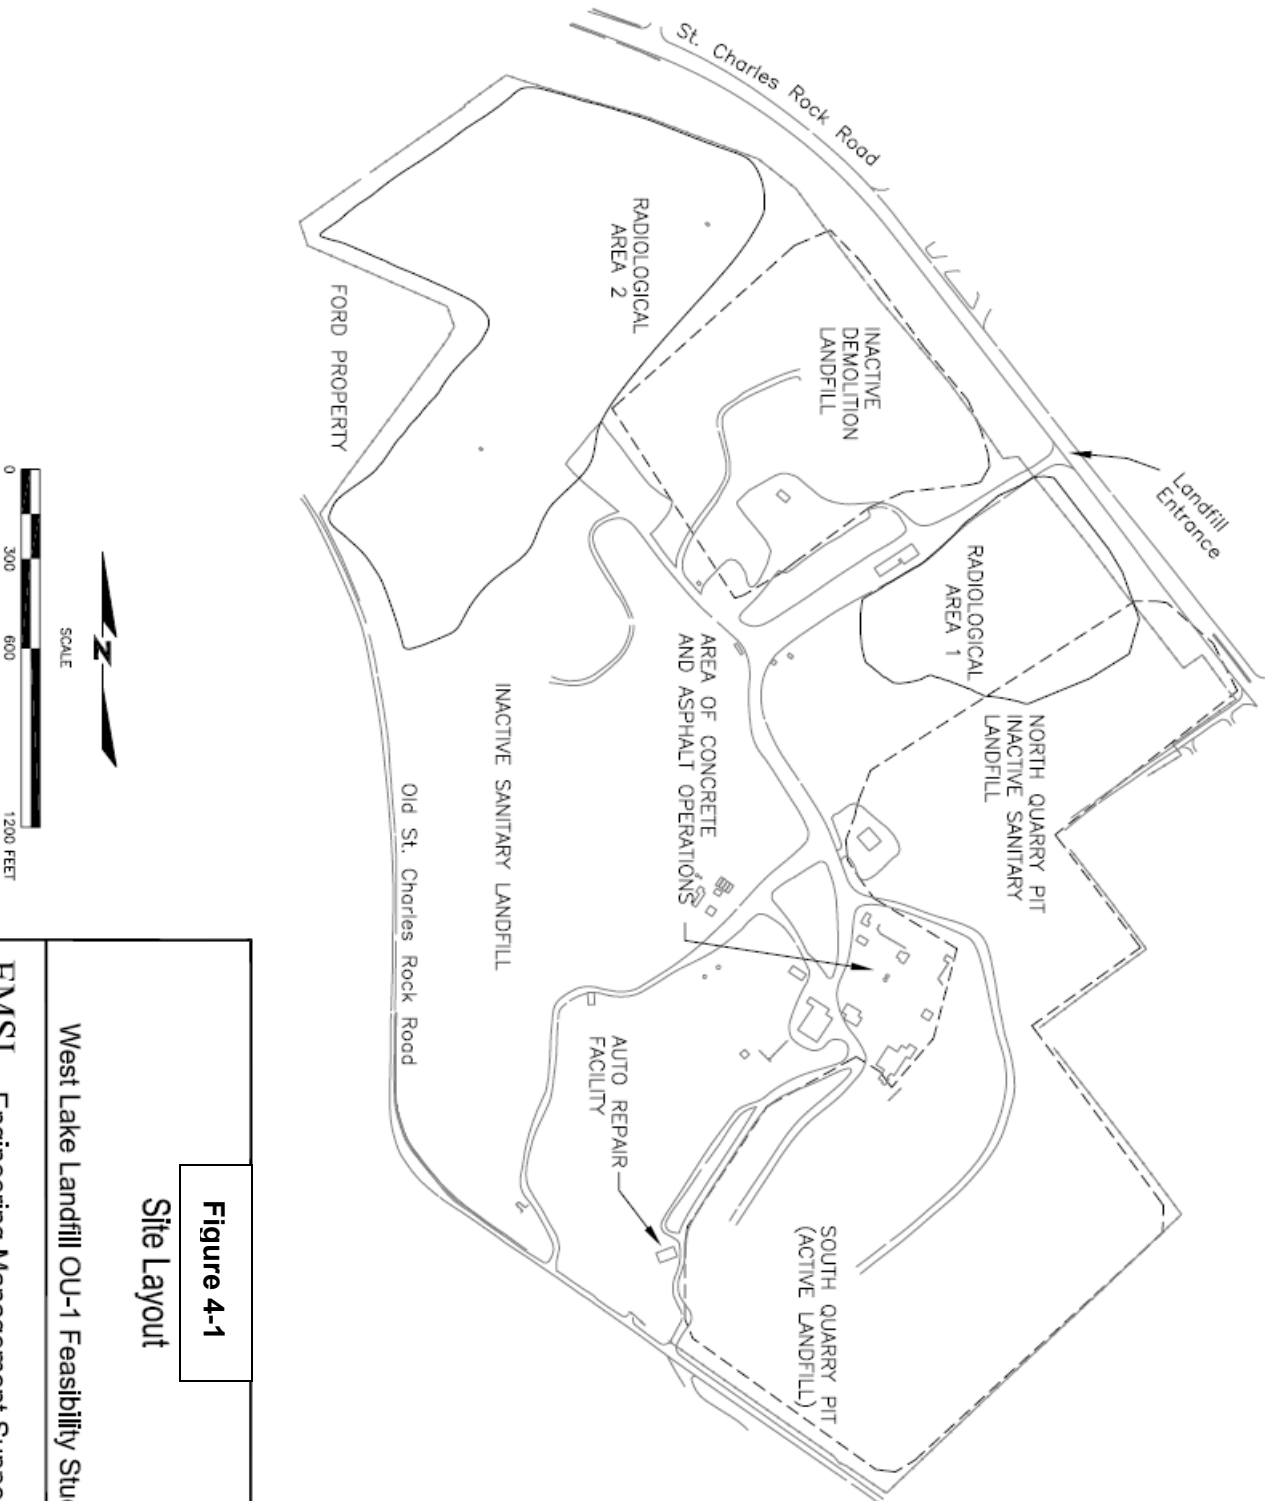 St. Charles Rock Road
Landfill
Entrance
RADIOLOGICAL
AREA 2
INACTIVE
DEMOLITION
LANDFILL
FORD PROPERTY
RADIOLOGICAL
AREA 1
NORTH QUARRY PIT
INACTIVE SANITARY
LANDFILL
AREA OF CONCRETE
AND ASPHALT OPERATIONS
INACTIVE SANITARY LANDFILL
Old St. Charles Rock Road
AUTO REPAIR
FACILITY
SOUTH QUARRY PIT
(ACTIVE LANDFILL)
N
SCALE
0 300 600 1200 FEET
Figure 4-1
Site Layout
West Lake Landfill OU-1 Feasibility
EMSI Engineering Management